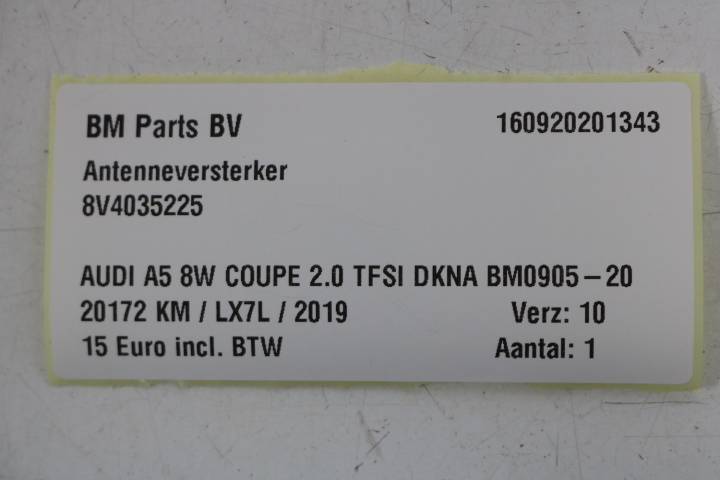 BM Parts BV 160920201343
Antenneversterker
8V4035225
AUDI A5 8W COUPE 2.0 TFSI DKNA BM0905-20
20172 KM / LX7L / 2019 Verz: 10
15 Euro incl. BTW Aantal: 1